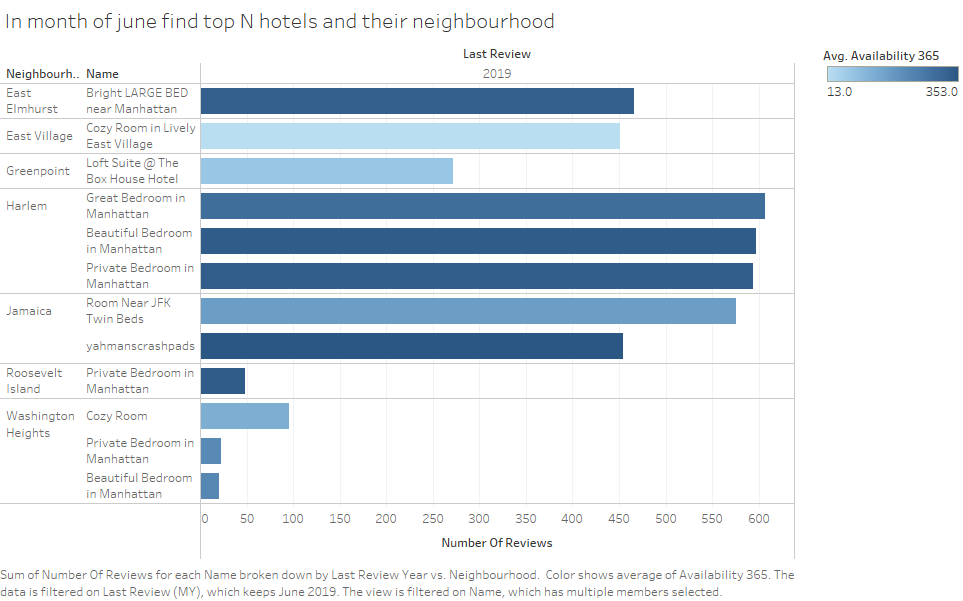 In month of june find top N hotels and their neighbourhood
Last Review
Avg. Availability 365
Neighbourh.. Name
2019
13.0 353.0
East
Elmhurst
Bright LARGE BED
near Manhattan
East Village
Cozy Room in Lively
East Village
Greenpoint
Loft Suite @ The
Box House Hotel
Harlem
Great Bedroom in
Manhattan
Beautiful Bedroom
in Manhattan
Private Bedroom in
Manhattan
Jamaica
Room Near JFK
Twin Beds
yahmanscrashpads
Roosevelt
Island
Private Bedroom in
Manhattan
Washington
Heights
Cozy Room
Private Bedroom in
Manhattan
Beautiful Bedroom
in Manhattan
0 50 100 150 200 250 300 350 400 450 500 550 600
Number Of Reviews
Sum of Number Of Reviews for each Name broken down by Last Review Year vs. Neighbourhood.  Color shows average of Availability 365. The
data is filtered on Last Review (MY), which keeps June 2019. The view is filtered on Name, which has multiple members selected.